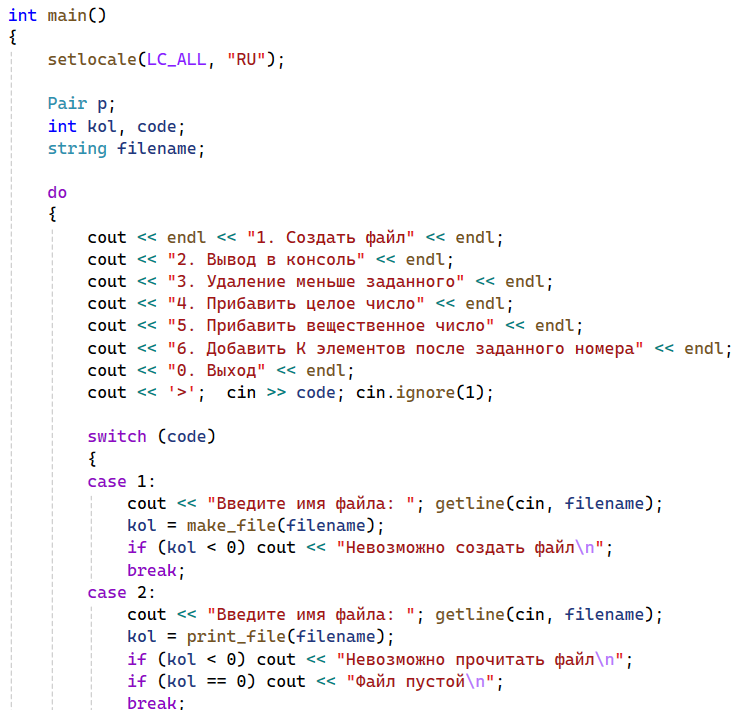 int main()
{
    setlocale(LC_ALL, "RU");

    Pair p;
    int kol, code;
    string filename;

    do
    {
        cout << endl << "1. Создать файл" << endl;
        cout << "2. Вывод в консоль" << endl;
        cout << "3. Удаление меньше заданного" << endl;
        cout << "4. Прибавить целое число" << endl;
        cout << "5. Прибавить вещественное число" << endl;
        cout << "6. Добавить К элементов после заданного номера" << endl;
        cout << "0. Выход" << endl;
        cout << '>';  cin >> code; cin.ignore(1);

        switch (code)
        {
        case 1:
            cout << "Введите имя файла: "; getline(cin, filename);
            kol = make_file(filename);
            if (kol < 0) cout << "Невозможно создать файл\n";
            break;
        case 2:
            cout << "Введите имя файла: "; getline(cin, filename);
            kol = print_file(filename);
            if (kol < 0) cout << "Невозможно прочитать файл\n";
            if (kol == 0) cout << "Файл пустой\n";
            break;